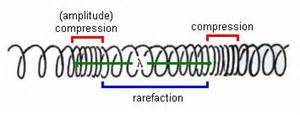 (amplitude)
compression
compression
λ
rarefaction